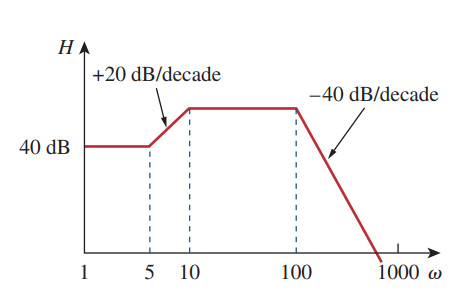 H
+20 dB/decade
–40 dB/decade
40 dB
1 5 10 100 1000 ω